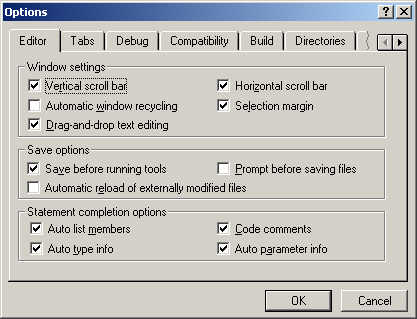 Options
Editor Tabs Debug Compatibility Build Directories
Window settings
Vertical scroll bar Horizontal scroll bar
Automatic window recycling Selection margin
Drag-and-drop text editing
Save options
Save before running tools Prompt before saving files
Automatic reload of externally modified files
Statement completion options
Auto list members Code comments
Auto type info Auto parameter info
OK Cancel